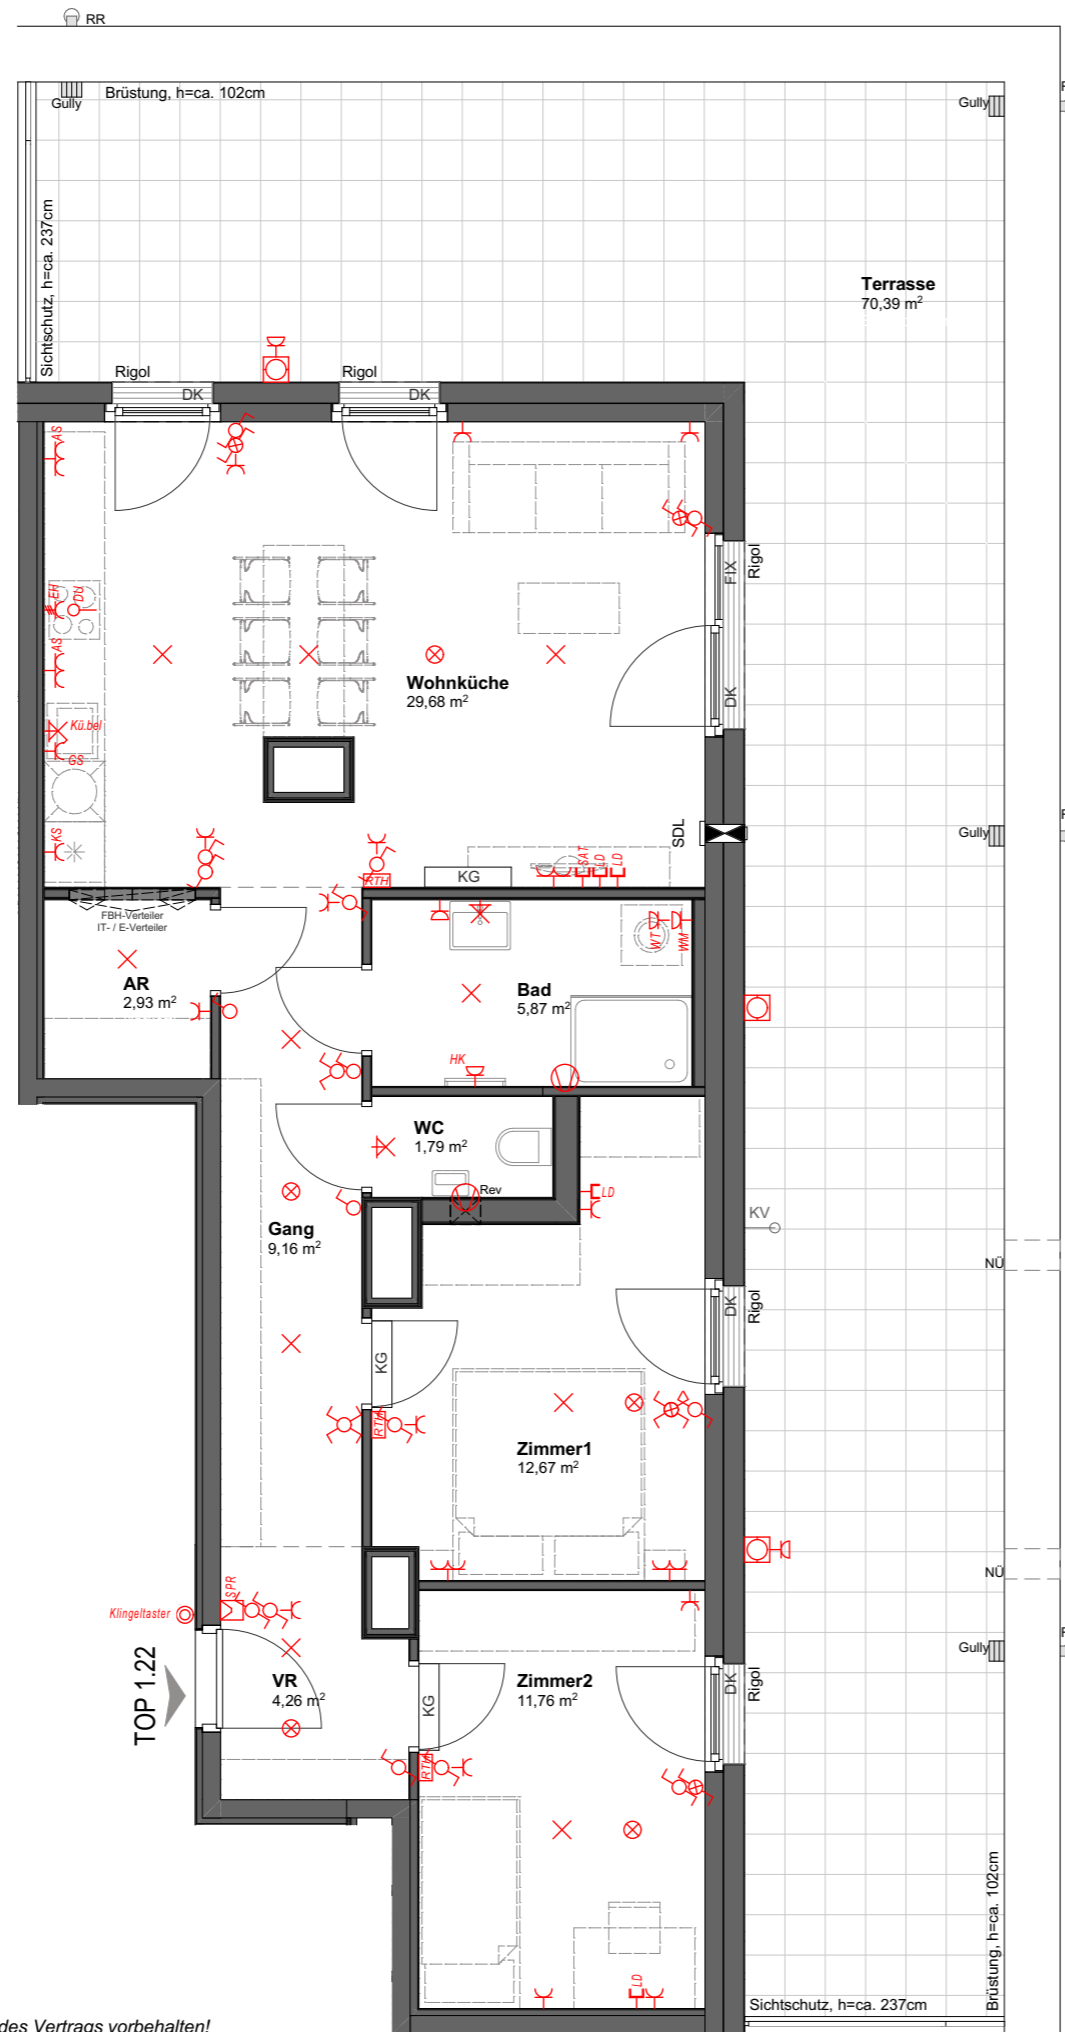 RR
Gully
Brüstung, h=ca. 102cm
Gully
Sichtschutz, h=ca. 237cm
Terrasse
70,39 m²
Rigol
Rigol
DK
DK
AS
FIX
Rigol
EH
DU
AS
Wohnküche
29,68 m²
DK
Kü.bel
GS
KS
SDL
Gully
RTH
KG
SAT
LD
LD
FBH-Verteiler
IT- / E-Verteiler
WT
WM
AR
2,93 m²
Bad
5,87 m²
HK
WC
1,79 m²
Rev
LD
Gang
9,16 m²
KV
NÜ
DK
Rigol
KG
RTH
Zimmer1
12,67 m²
NÜ
SPR
Klingeltaster
TOP 1.22
VR
4,26 m²
KG
Zimmer2
11,76 m²
DK
Rigol
Gully
RTH
LD
Brüstung, h=ca. 102cm
Sichtschutz, h=ca. 237cm
des Vertrags vorbehalten!